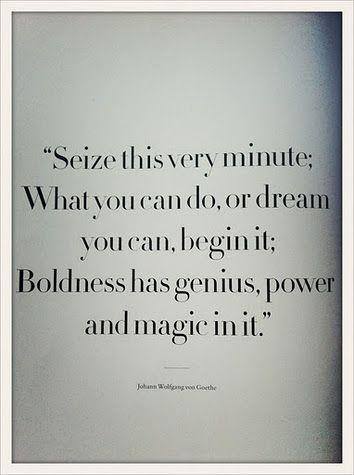 “Seize this very minute;
What you can do, or dream
you can, begin it;
Boldness has genius, power
and magic in it.”
Johann Wolfgang von Goethe